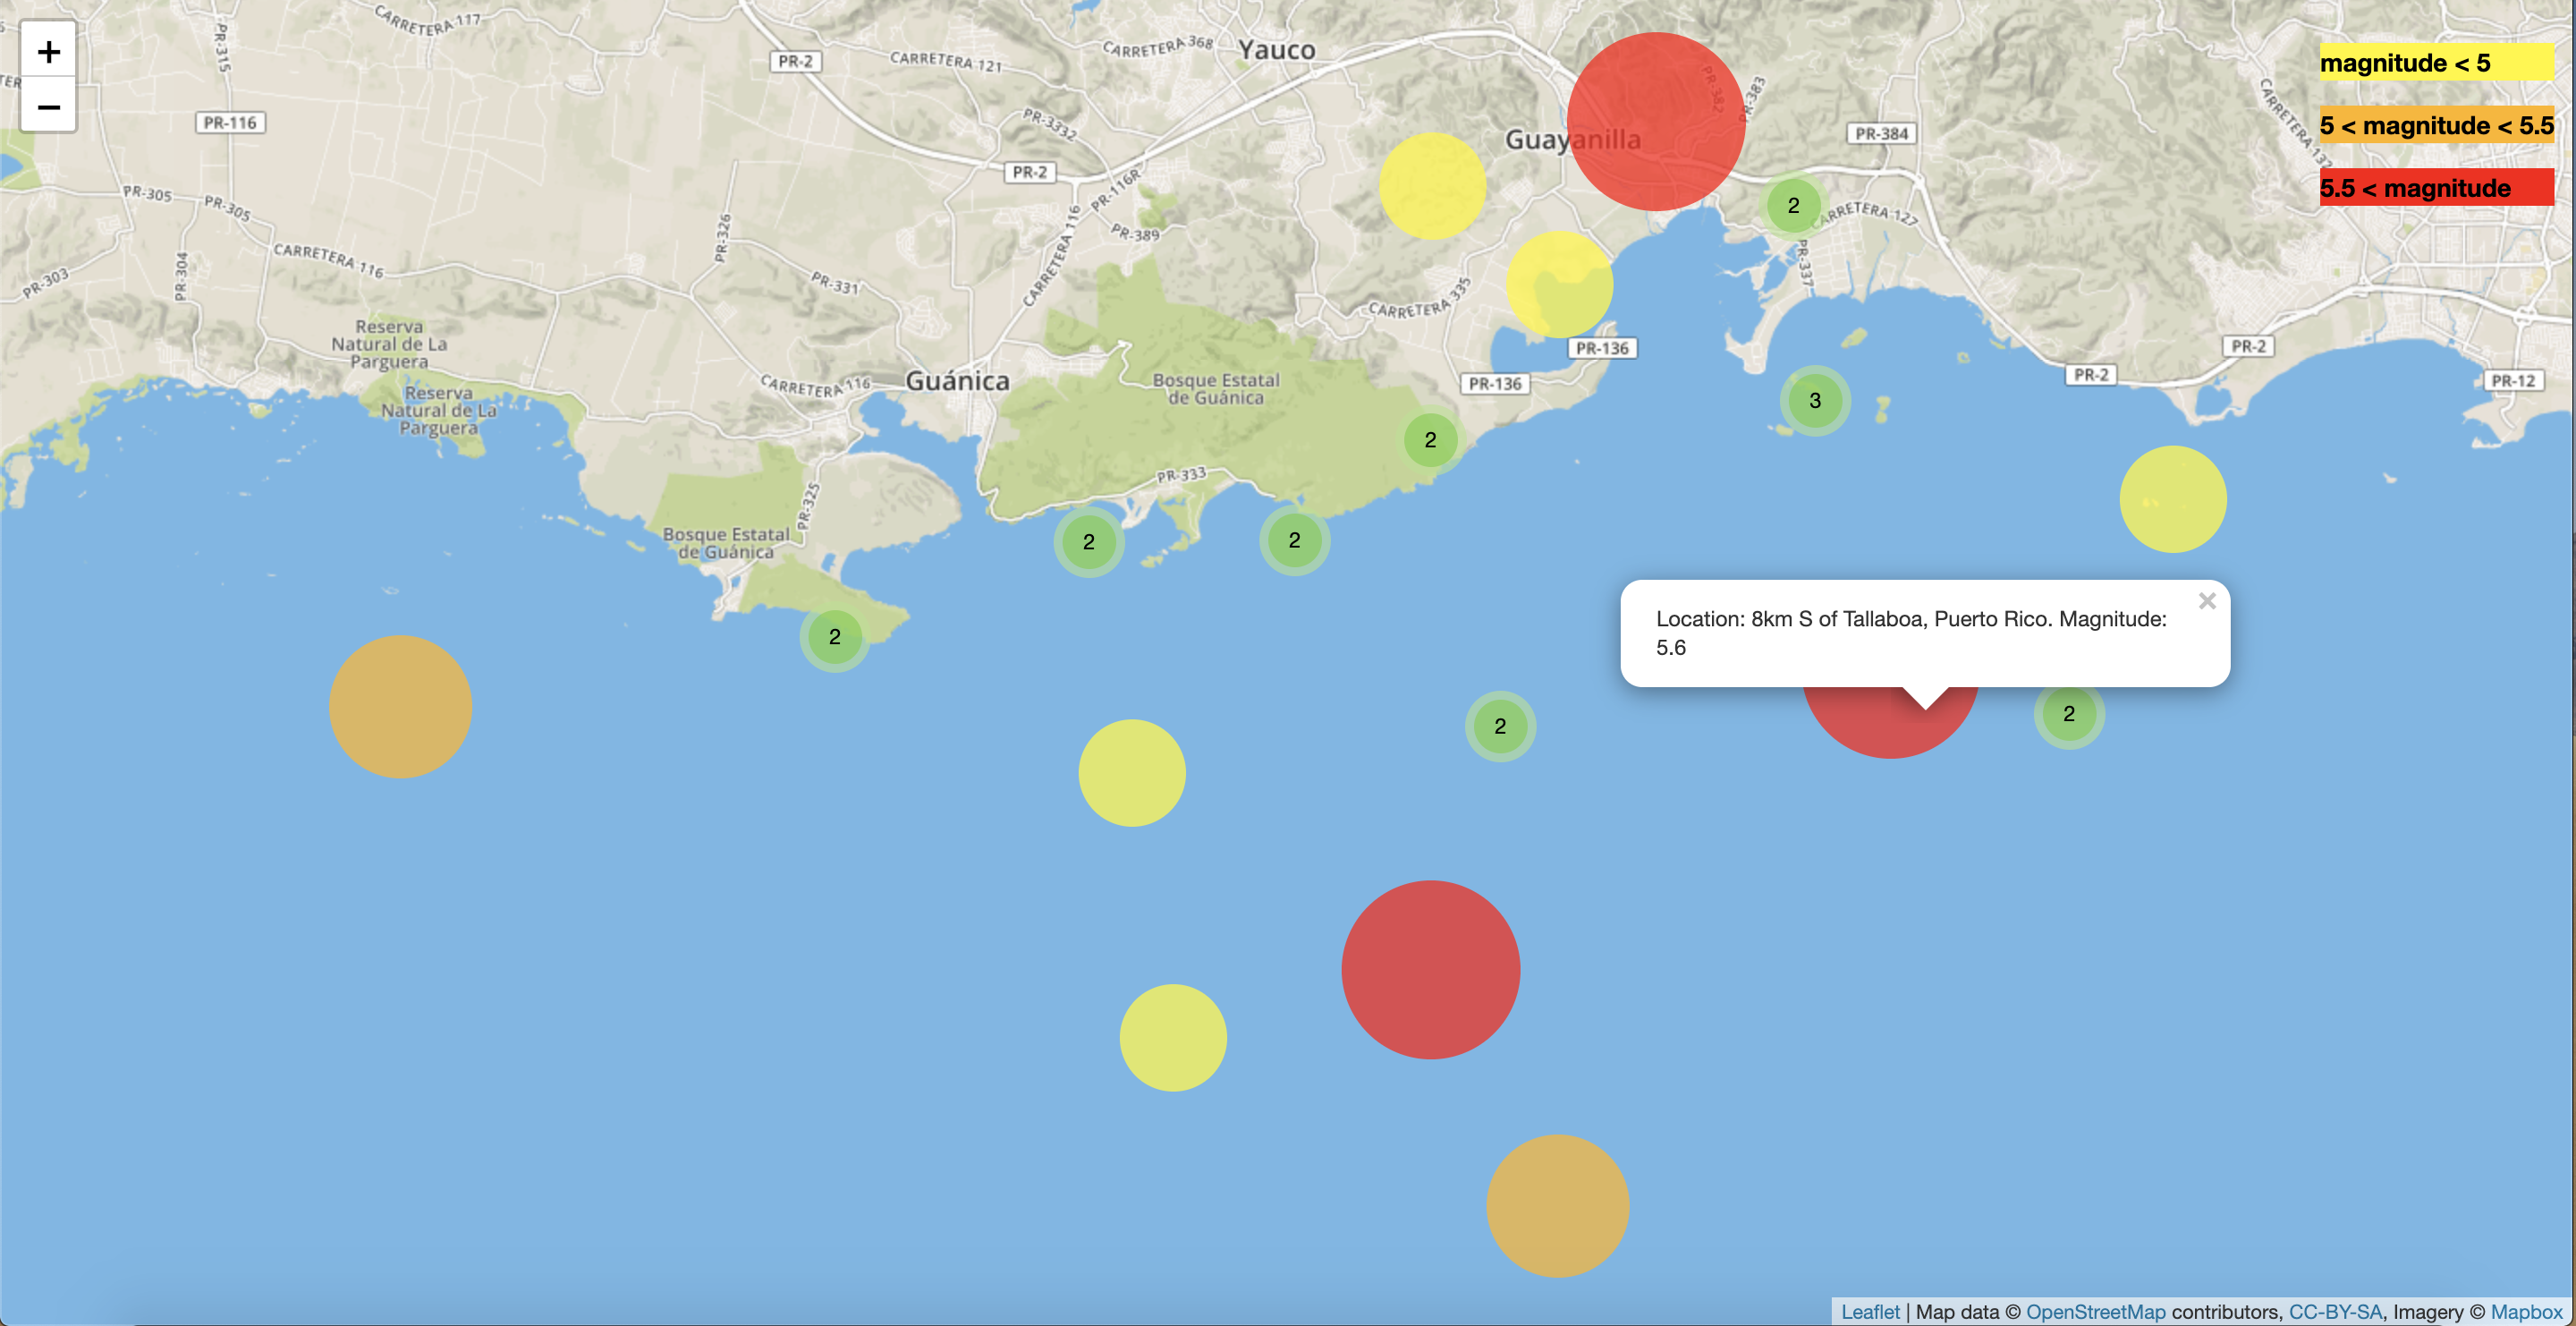 CARRETERA 117
PR-315
+
−
PR-116
PR-2
CARRETERA 121
CARRETERA 368
Yauco
PR-3332
PR-2
PR-116R
PR-382
PR-383
Guayanilla
PR-384
CARRETERA 132
magnitude < 5
5 < magnitude < 5.5
5.5 < magnitude
PR-305
PR-305
PR-326
CARRETERA 116
PR-389
2
CARRETERA 127
PR-303
PR-304
CARRETERA 116
PR-331
CARRETERA 335
PR-337
Reserva
Natural de La
Parguera
PR-136
PR-2
PR-2
PR-12
Reserva
Natural de La
Parguera
CARRETERA 116
Guánica
Bosque Estatal
de Guánica
PR-136
3
2
PR-333
PR-325
Bosque Estatal
de Guánica
2
2
2
Location: 8km S of Tallaboa, Puerto Rico. Magnitude:
5.6
×
2
2
Leaflet | Map data © OpenStreetMap contributors, CC-BY-SA, Imagery © Mapbox